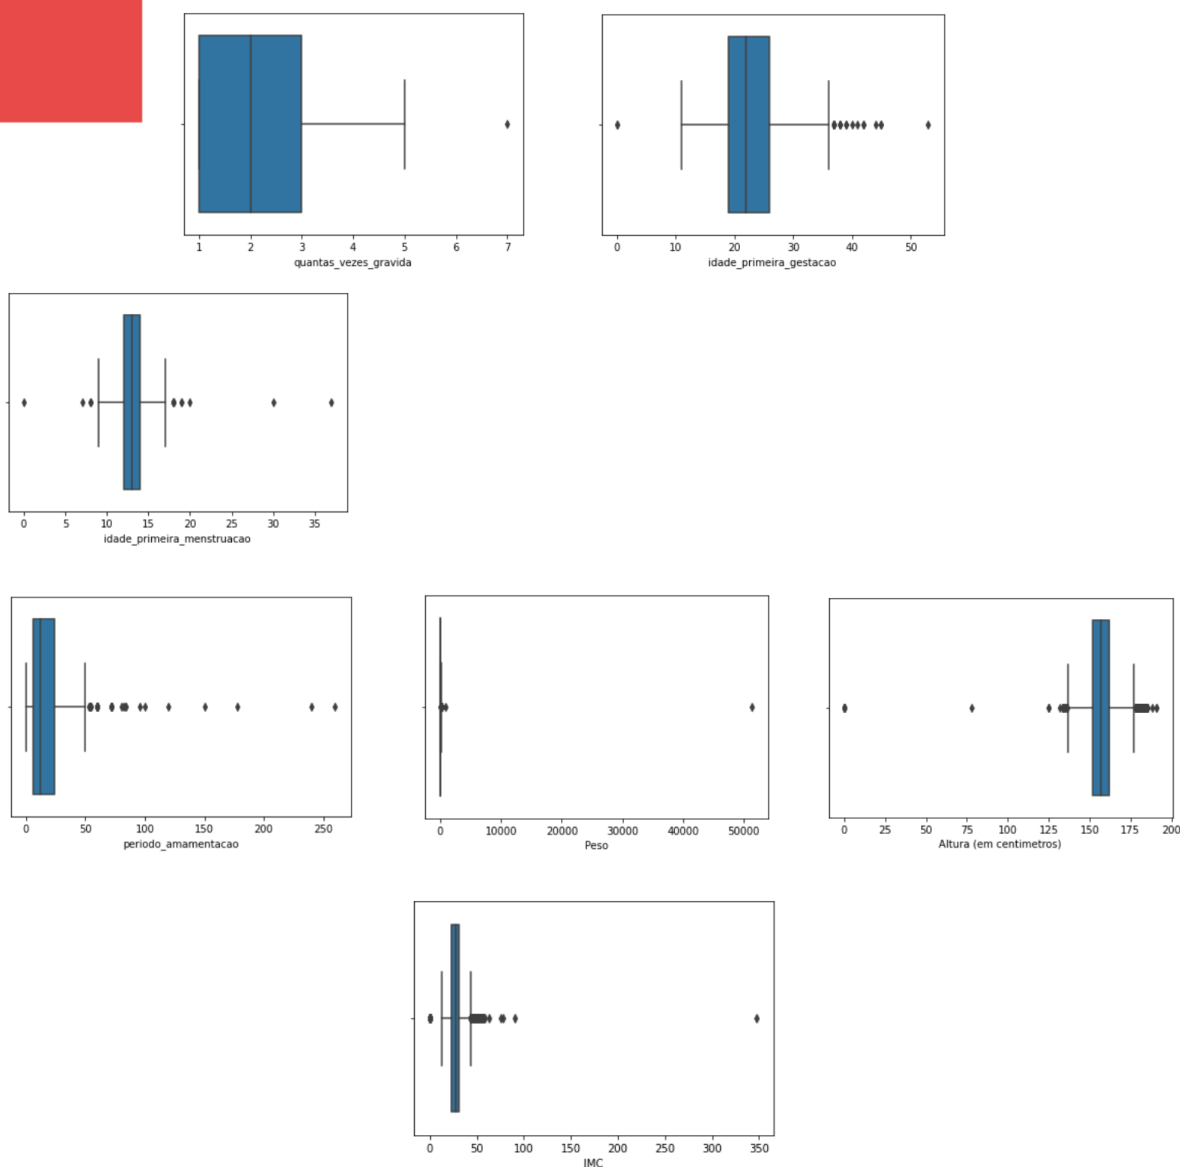 1 2 3 4 5 6 7
quantas_vezes_gravida
0 10 20 30 40 50
idade_primeira_gestacao
0 5 10 15 20 25 30 35
idade_primeira_menstruacao
0 50 100 150 200 250
periodo_amamentacao
0 10000 20000 30000 40000 50000
Peso
0 25 50 75 100 125 150 175 200
Altura (em centimetros)
0 50 100 150 200 250 300 350
IMC